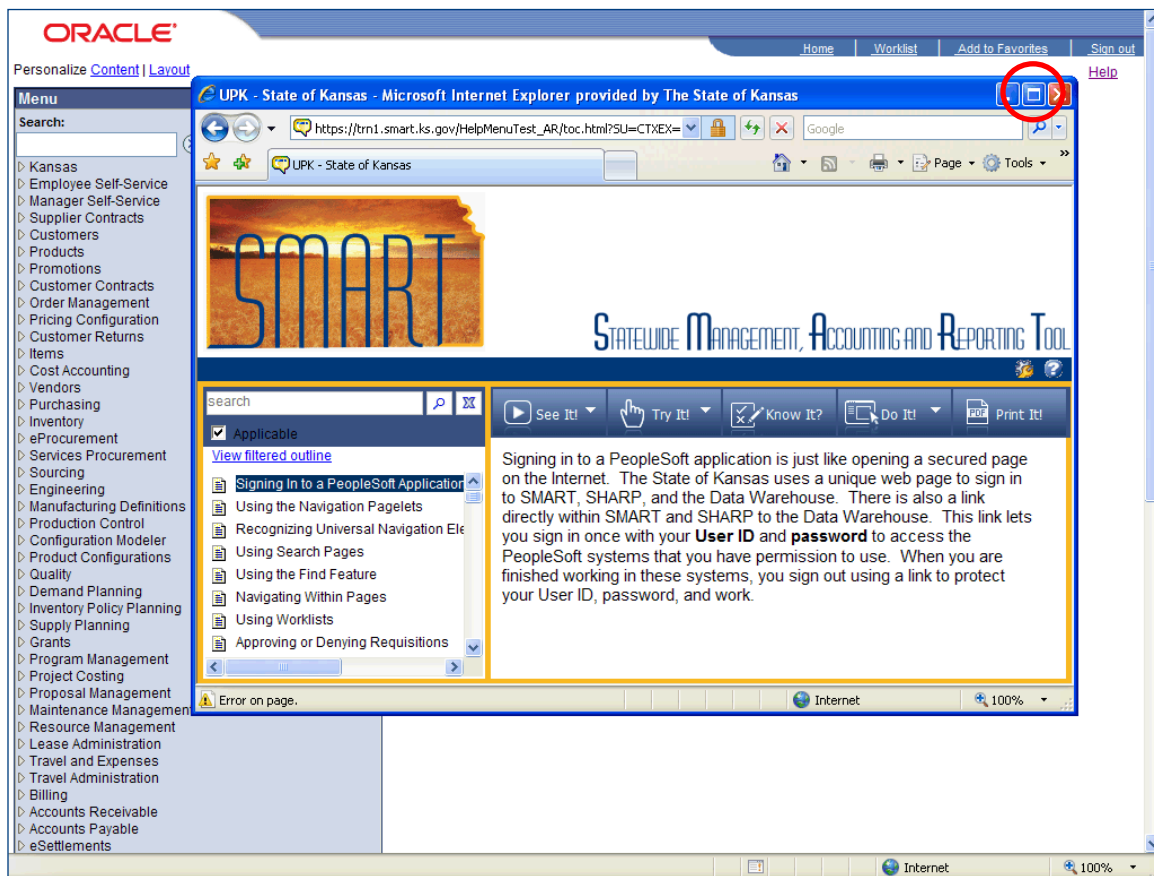 ORACLE'
Home Worklist Add to Favorites Sign out
Personalize Content | Layout
Help
Menu
Search:
Kansas
Employee Self-Service
Manager Self-Service
Supplier Contracts
Customers
Products
Promotions
Customer Contracts
Order Management
Pricing Configuration
Customer Returns
Items
Cost Accounting
Vendors
Purchasing
Inventory
eProcurement
Services Procurement
Sourcing
Engineering
Manufacturing Definitions
Production Control
Configuration Modeler
Product Configurations
Quality
Demand Planning
Inventory Policy Planning
Supply Planning
Grants
Program Management
Project Costing
Proposal Management
Maintenance Management
Resource Management
Lease Administration
Travel and Expenses
Travel Administration
Billing
Accounts Receivable
Accounts Payable
eSettlements
UPK - State of Kansas - Microsoft Internet Explorer provided by The State of Kansas
https://trn1.smart.ks.gov/HelpMenuTest_AR/toc.html?SU=CTXEX=
Google
UPK - State of Kansas
Page Tools »
SMART
Statewide Management, Accounting and Reporting Tool
search
Applicable
View filtered outline
Signing In to a PeopleSoft Application
Using the Navigation Pagelets
Recognizing Universal Navigation Ele
Using Search Pages
Using the Find Feature
Navigating Within Pages
Using Worklists
Approving or Denying Requisitions
See It! Try It! Know It? Do It! PDF Print It!
Signing in to a PeopleSoft application is just like opening a secured page
on the Internet. The State of Kansas uses a unique web page to sign in
to SMART, SHARP, and the Data Warehouse. There is also a link
directly within SMART and SHARP to the Data Warehouse. This link lets
you sign in once with your User ID and password to access the
PeopleSoft systems that you have permission to use. When you are
finished working in these systems, you sign out using a link to protect
your User ID, password, and work.
Error on page.
Internet
100%
Internet
100%